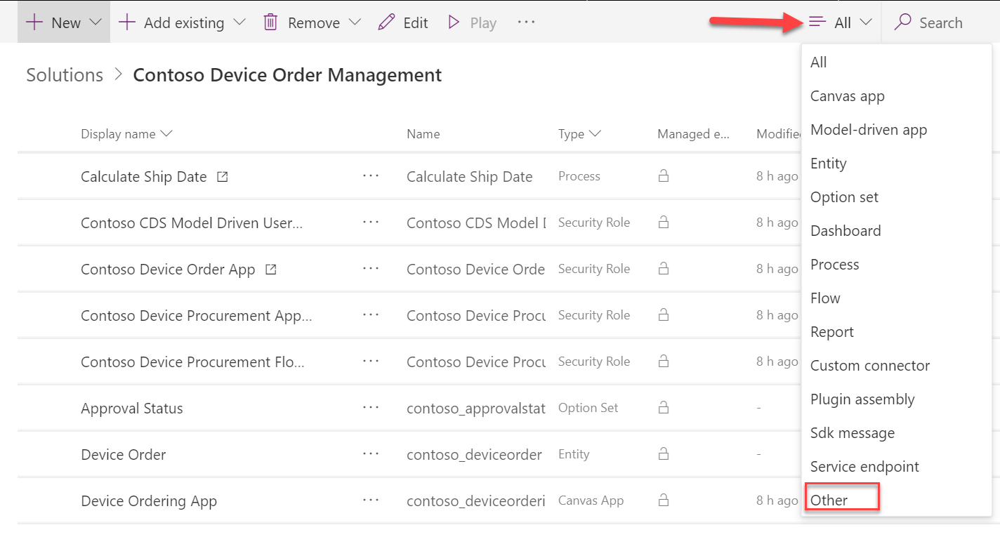 New Add existing Remove Edit Play ··· All Search
Solutions > Contoso Device Order Management
Display name Name Type Managed e... Modified
Calculate Ship Date ··· Calculate Ship Date Process 8 h ago
Contoso CDS Model Driven User... ··· Contoso CDS Model D Security Role 8 h ago
Contoso Device Order App ··· Contoso Device Orde Security Role 8 h ago
Contoso Device Procurement App... ··· Contoso Device Procu Security Role 8 h ago
Contoso Device Procurement Flo... ··· Contoso Device Procu Security Role 8 h ago
Approval Status ··· contoso_approvalstat Option Set -
Device Order ··· contoso_deviceorder Entity -
Device Ordering App ··· contoso_deviceorderi Canvas App 8 h ago
All
Canvas app
Model-driven app
Entity
Option set
Dashboard
Process
Flow
Report
Custom connector
Plugin assembly
Sdk message
Service endpoint
Other